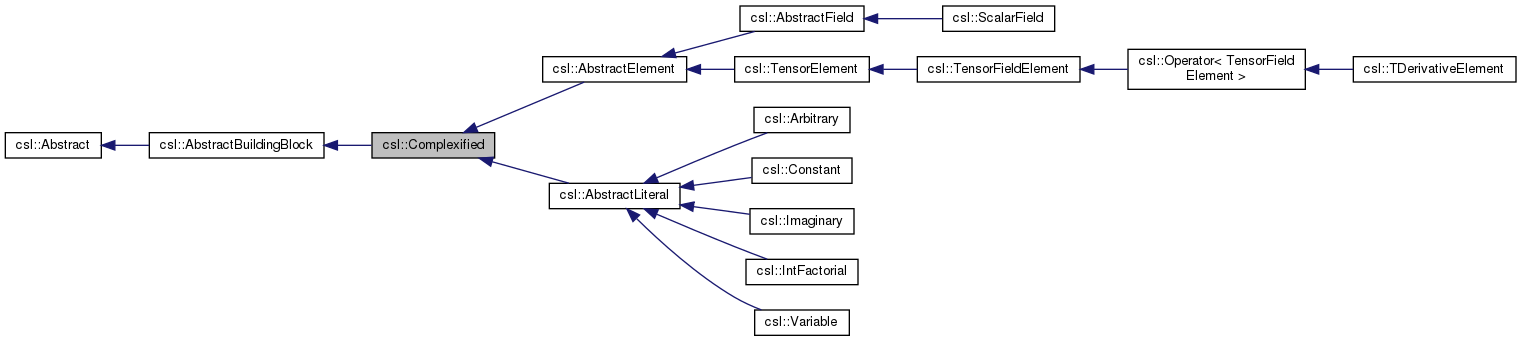 csl::AbstractField
csl::ScalarField
csl::AbstractElement
csl::TensorElement
csl::TensorFieldElement
csl::Operator< TensorField
Element >
csl::TDerivativeElement
csl::Arbitrary
csl::Abstract
csl::AbstractBuildingBlock
csl::Complexified
csl::Constant
csl::AbstractLiteral
csl::Imaginary
csl::IntFactorial
csl::Variable